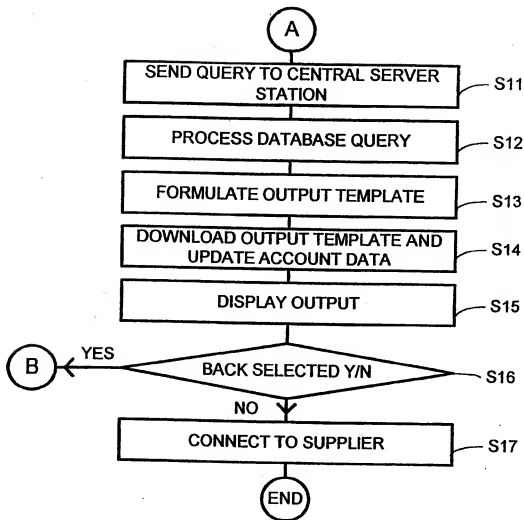 A
SEND QUERY TO CENTRAL SERVER
STATION
S11
PROCESS DATABASE QUERY
S12
FORMULATE OUTPUT TEMPLATE
S13
DOWNLOAD OUTPUT TEMPLATE AND
UPDATE ACCOUNT DATA
S14
DISPLAY OUTPUT
S15
B
YES
BACK SELECTED Y/N
S16
NO
CONNECT TO SUPPLIER
S17
END